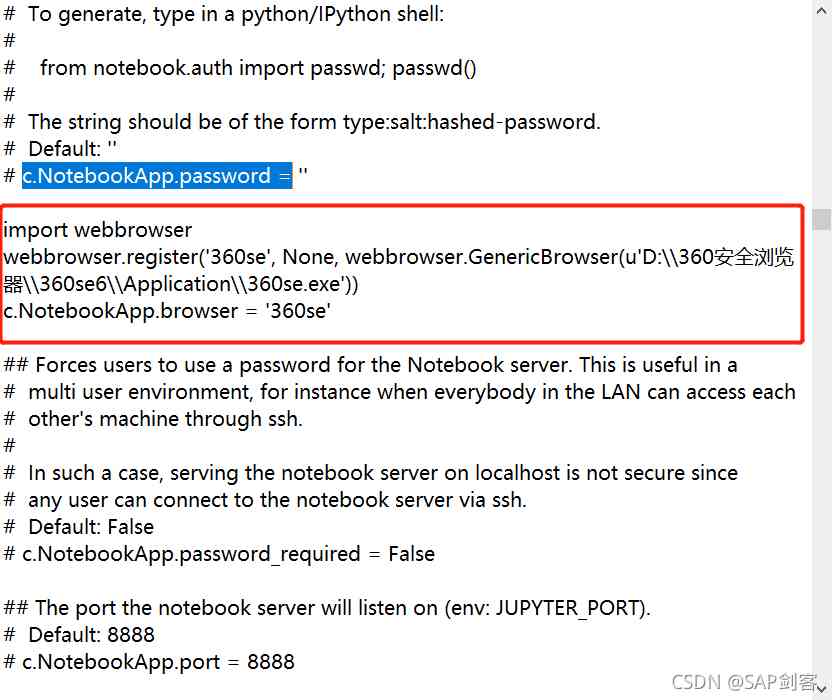 #  To generate, type in a python/IPython shell:
#
#    from notebook.auth import passwd; passwd()
#
#  The string should be of the form type:salt:hashed-password.
#  Default: ''
# c.NotebookApp.password = ''
import webbrowser
webbrowser.register('360se', None, webbrowser.GenericBrowser(u'D:\\360安全浏览
器\\360se6\\Application\\360se.exe'))
c.NotebookApp.browser = '360se'
## Forces users to use a password for the Notebook server. This is useful in a
#  multi user environment, for instance when everybody in the LAN can access each
#  other's machine through ssh.
#
#  In such a case, serving the notebook server on localhost is not secure since
#  any user can connect to the notebook server via ssh.
#  Default: False
# c.NotebookApp.password_required = False
## The port the notebook server will listen on (env: JUPYTER_PORT).
#  Default: 8888
# c.NotebookApp.port = 8888
CSDN @SAP剑客